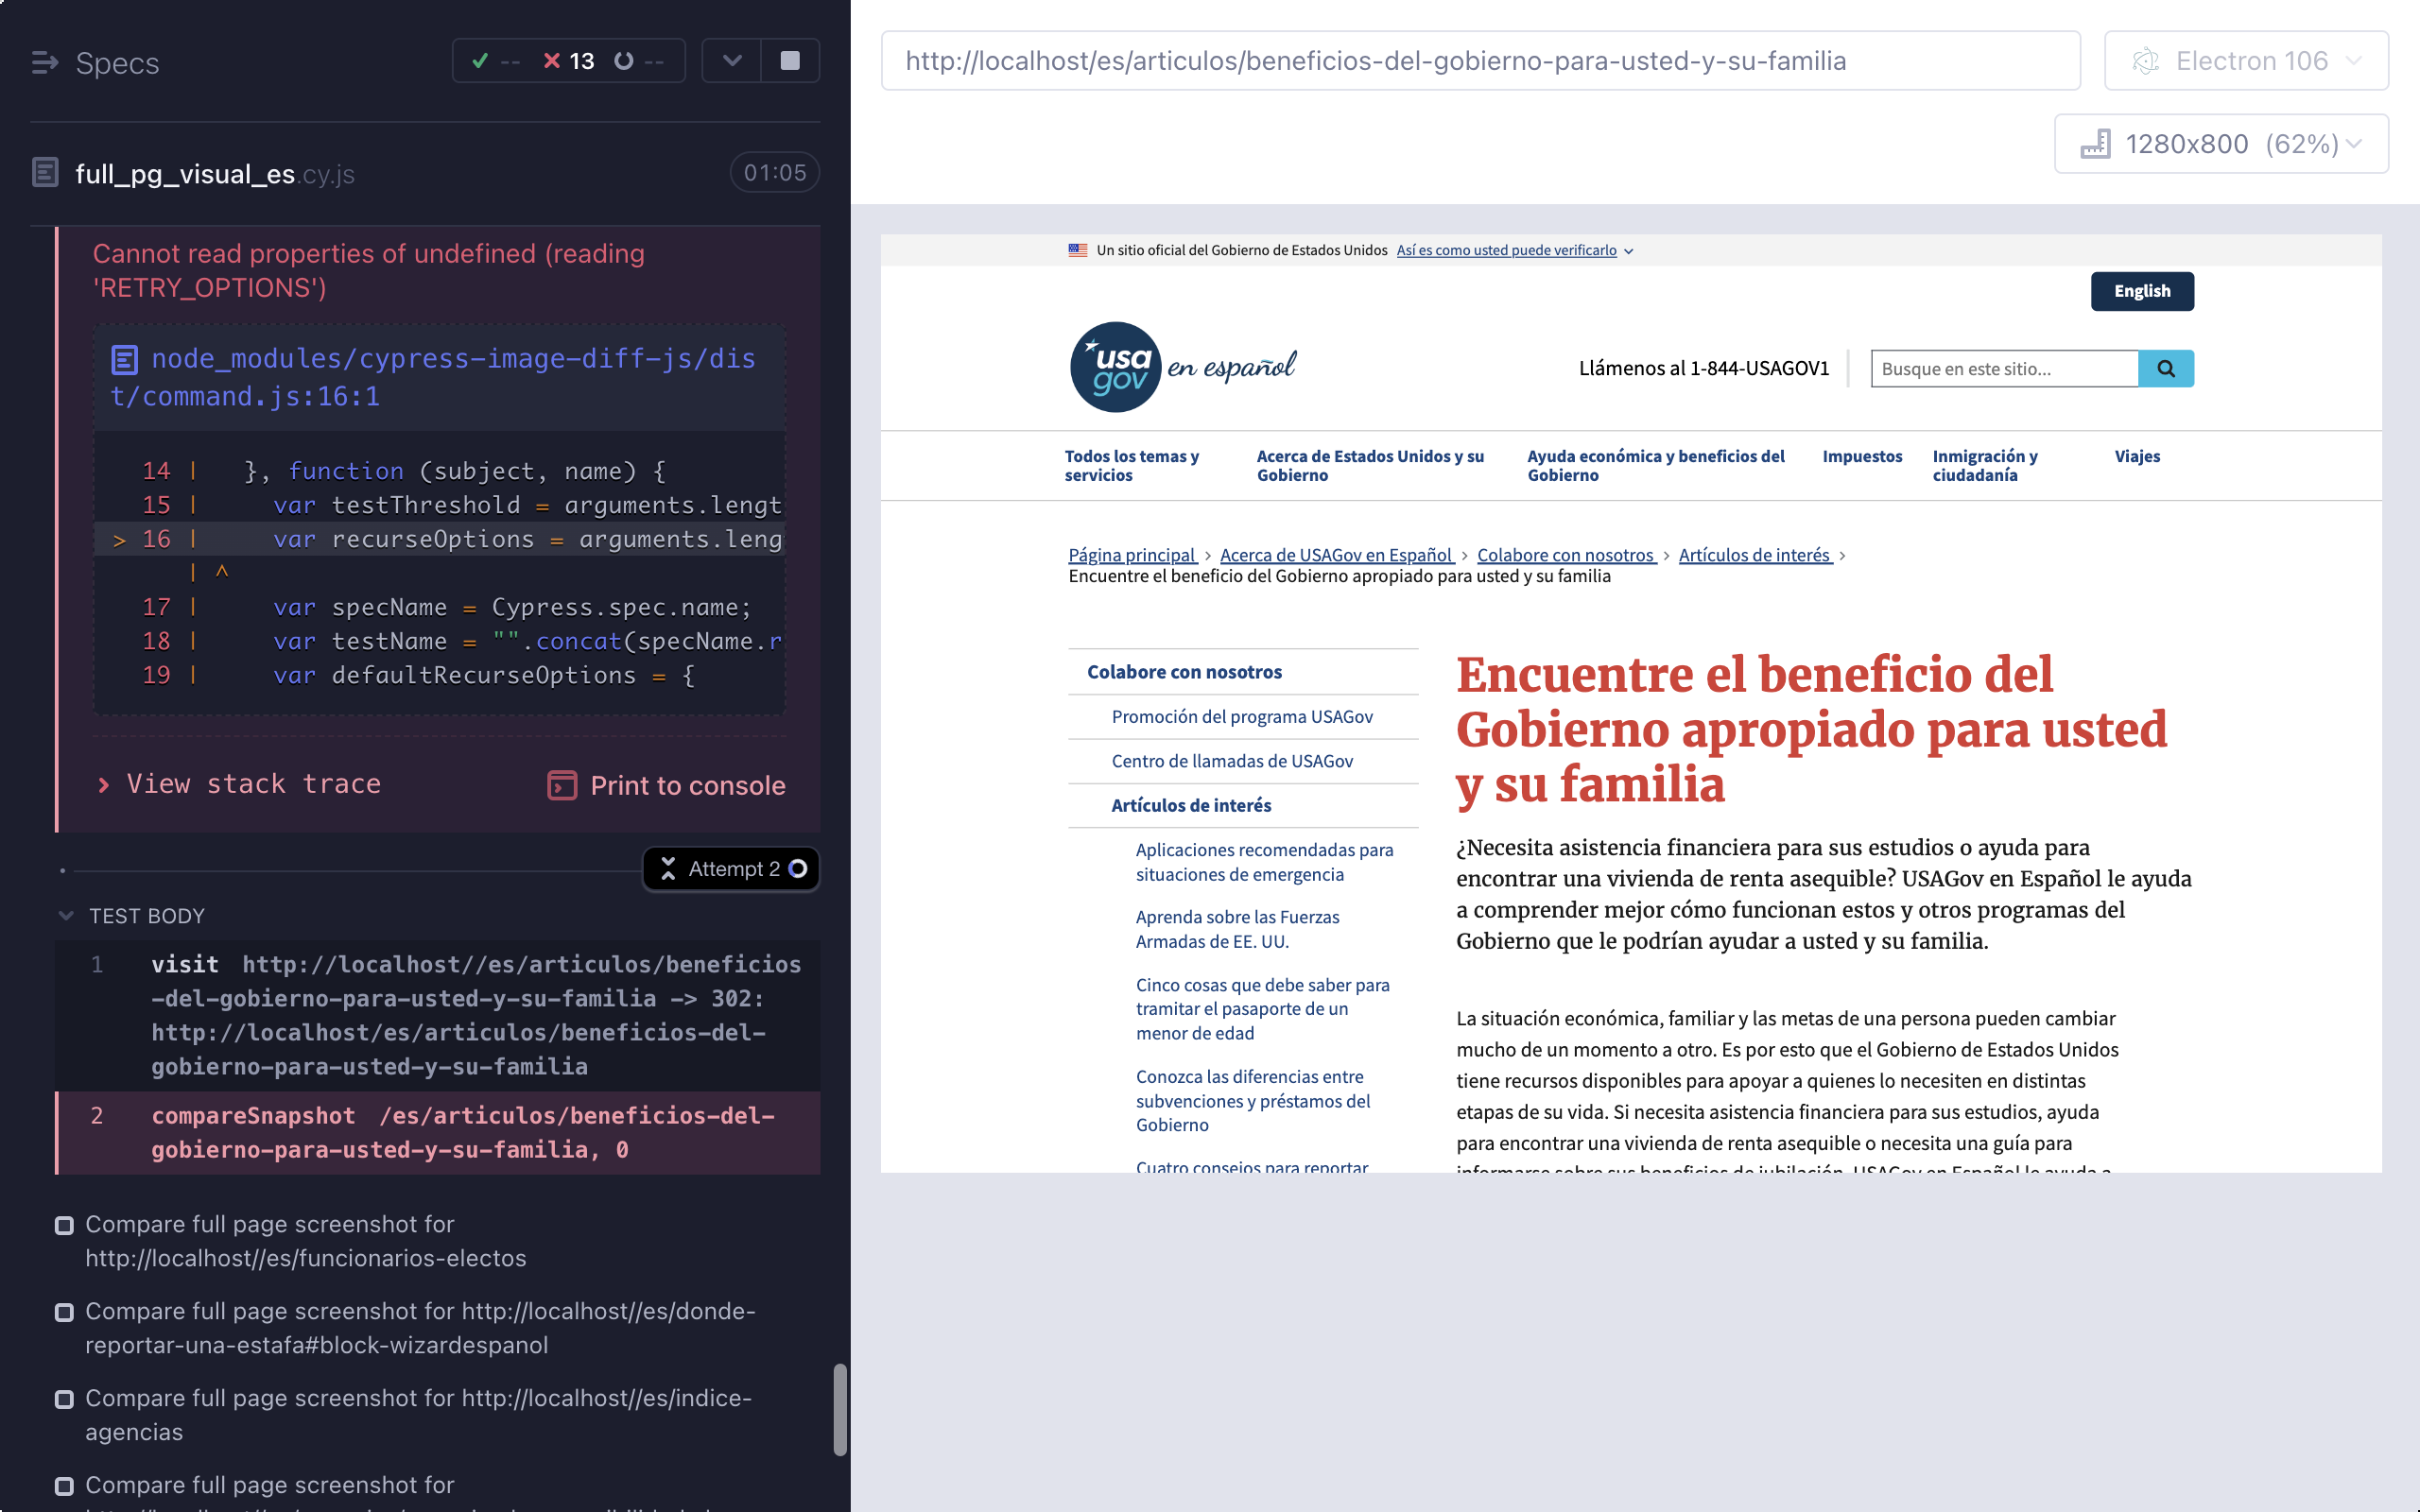 Specs
-- 13 --
full_pg_visual_es.cy.js 01:05
Cannot read properties of undefined (reading
'RETRY_OPTIONS')
node_modules/cypress-image-diff-js/dis
t/command.js:16:1
14 | }, function (subject, name) {
15 | var testThreshold = arguments.lengt
> 16 | var recurseOptions = arguments.leng
| ^
17 | var specName = Cypress.spec.name;
18 | var testName = "".concat(specName.r
19 | var defaultRecurseOptions = {
> View stack trace Print to console
Attempt 2
TEST BODY
1 visit http://localhost//es/articulos/beneficios
-del-gobierno-para-usted-y-su-familia -> 302:
http://localhost/es/articulos/beneficios-del-
gobierno-para-usted-y-su-familia
2 compareSnapshot /es/articulos/beneficios-del-
gobierno-para-usted-y-su-familia, 0
Compare full page screenshot for
http://localhost//es/funcionarios-electos
Compare full page screenshot for http://localhost//es/donde-
reportar-una-estafa#block-wizardespanol
Compare full page screenshot for http://localhost//es/indice-
agencias
Compare full page screenshot for
http://localhost/es/articulos/beneficios-del-gobierno-para-usted-y-su-familia
Electron 106
1280x800 (62%)
Un sitio oficial del Gobierno de Estados Unidos Así es como usted puede verificarlo
English
usa
gov
en español
Llámenos al 1-844-USAGOV1
Busque en este sitio...
Todos los temas y
servicios
Acerca de Estados Unidos y su
Gobierno
Ayuda económica y beneficios del
Gobierno
Impuestos
Inmigración y
ciudadanía
Viajes
Página principal > Acerca de USAGov en Español > Colabore con nosotros > Artículos de interés >
Encuentre el beneficio del Gobierno apropiado para usted y su familia
Colabore con nosotros
Promoción del programa USAGov
Centro de llamadas de USAGov
Artículos de interés
Aplicaciones recomendadas para
situaciones de emergencia
Aprenda sobre las Fuerzas
Armadas de EE. UU.
Cinco cosas que debe saber para
tramitar el pasaporte de un
menor de edad
Conozca las diferencias entre
subvenciones y préstamos del
Gobierno
Cuatro consejos para reportar
Encuentre el beneficio del
Gobierno apropiado para usted
y su familia
¿Necesita asistencia financiera para sus estudios o ayuda para
encontrar una vivienda de renta asequible? USAGov en Español le ayuda
a comprender mejor cómo funcionan estos y otros programas del
Gobierno que le podrían ayudar a usted y su familia.
La situación económica, familiar y las metas de una persona pueden cambiar
mucho de un momento a otro. Es por esto que el Gobierno de Estados Unidos
tiene recursos disponibles para apoyar a quienes lo necesiten en distintas
etapas de su vida. Si necesita asistencia financiera para sus estudios, ayuda
para encontrar una vivienda de renta asequible o necesita una guía para
informarse sobre sus beneficios de jubilación, USAGov en Español le ayuda a